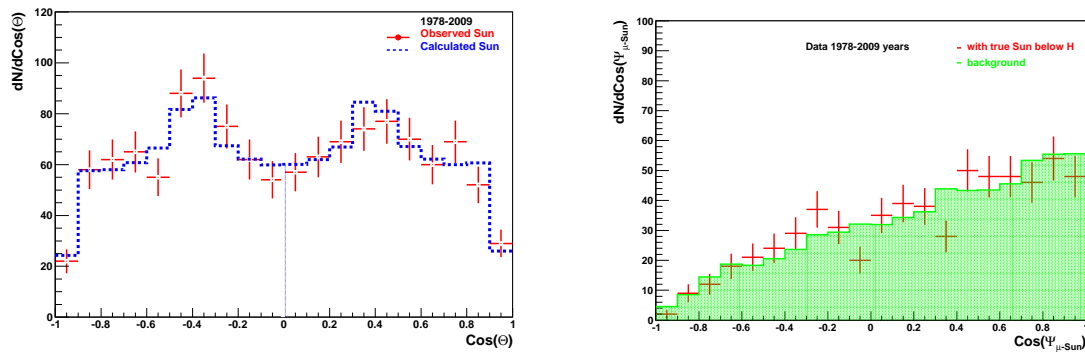 dN/dCos(Θ)
120
100
80
60
40
20
0
1978-2009
Observed Sun
Calculated Sun
-1 -0.8 -0.6 -0.4 -0.2 0 0.2 0.4 0.6 0.8 1
Cos(Θ)
dN/dCos(Ψμ-Sun)
100
90
80
70
60
50
40
30
20
10
0
Data 1978-2009 years
with true Sun below H
background
-1 -0.8 -0.6 -0.4 -0.2 0 0.2 0.4 0.6 0.8 1
Cos(Ψμ-Sun)